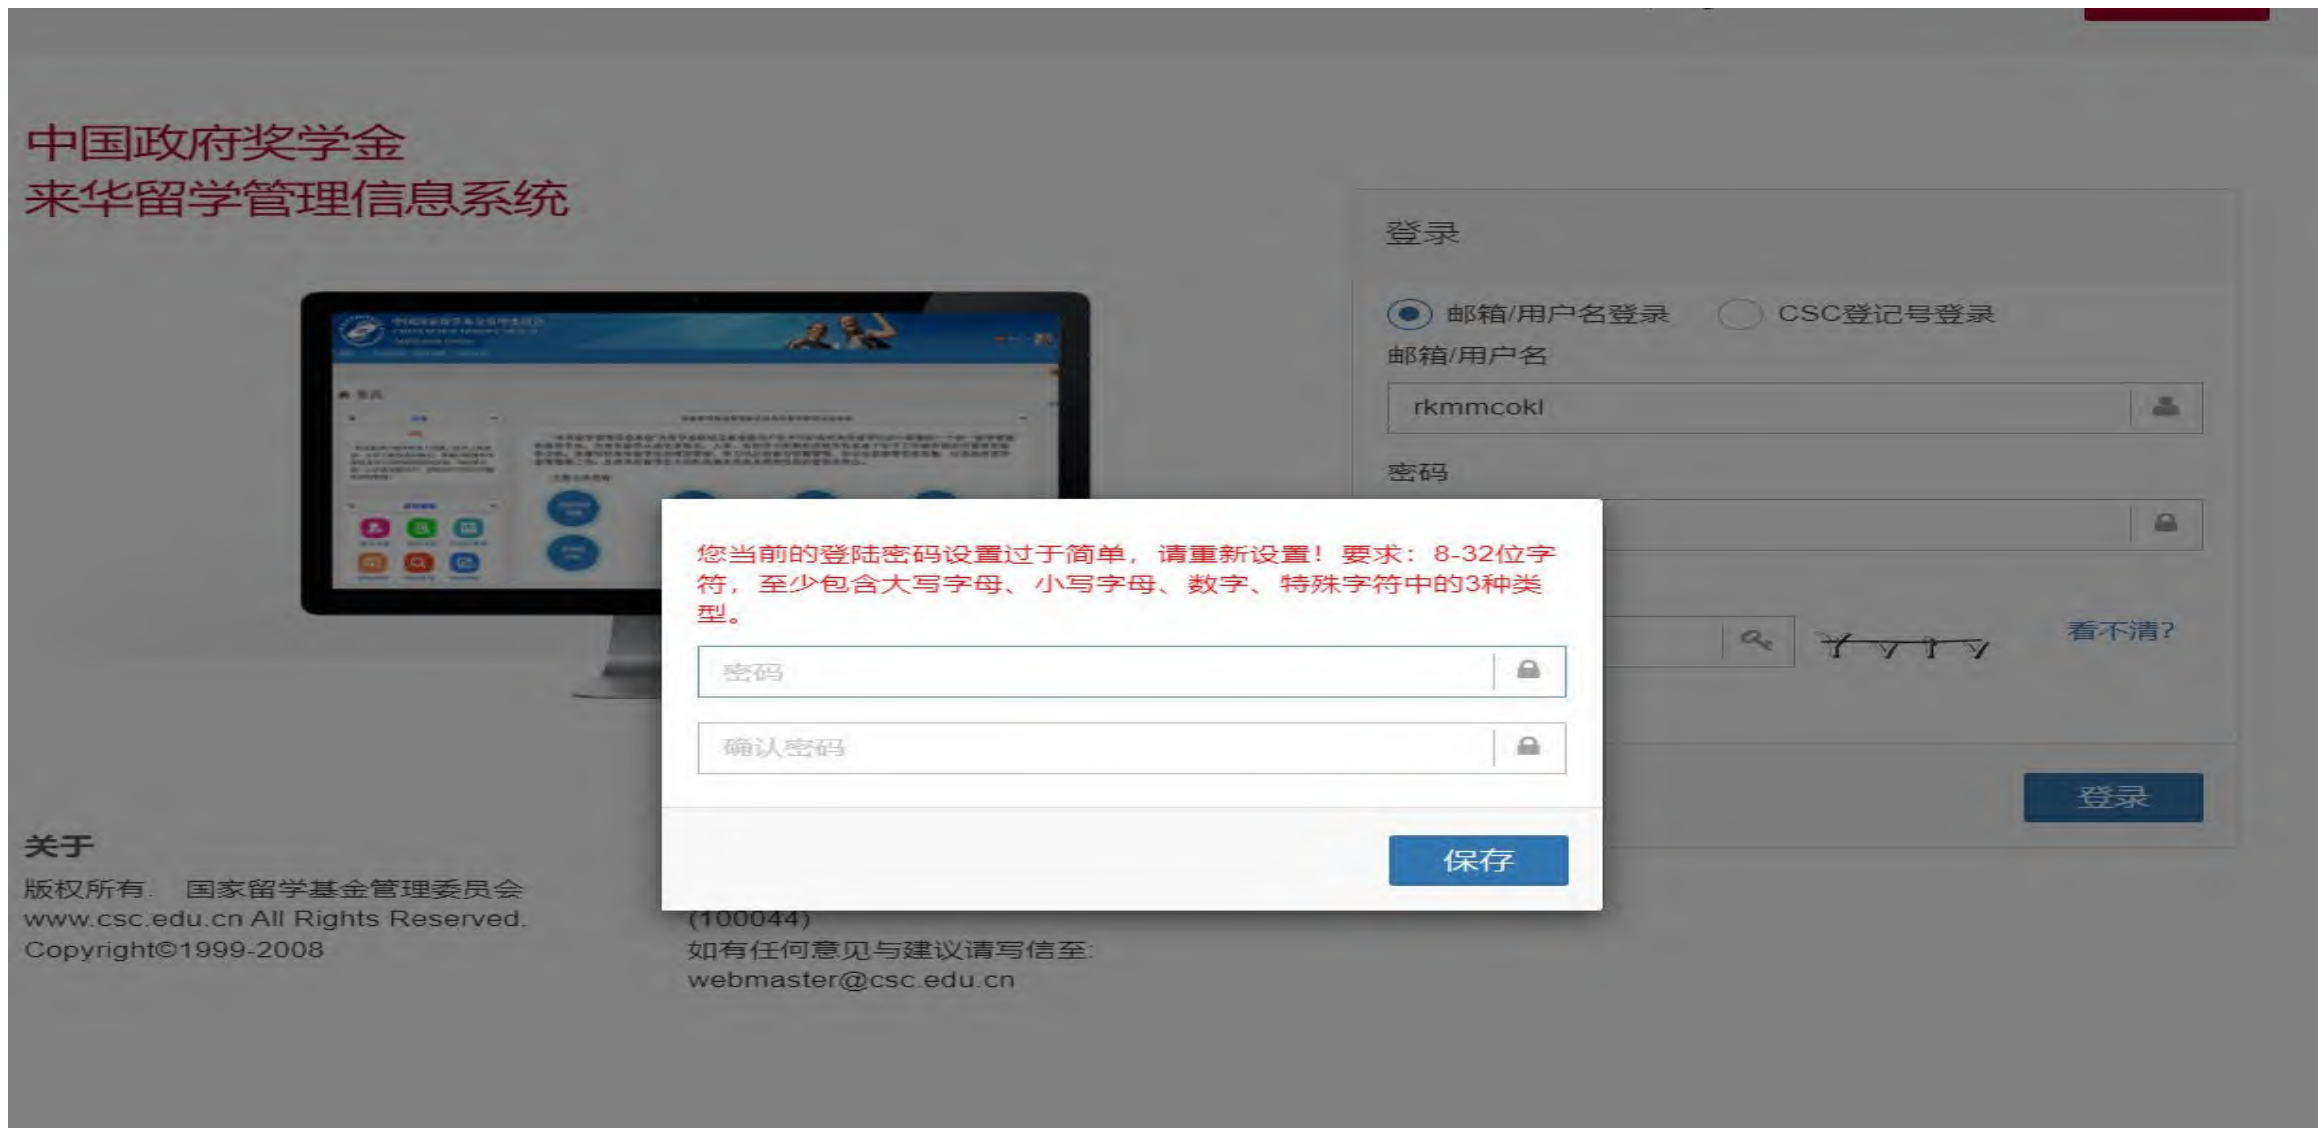 中国政府奖学金
来华留学管理信息系统
登录
邮箱/用户名登录 CSC登记号登录
邮箱/用户名
rkmmcokl
密码
您当前的登陆密码设置过于简单，请重新设置！要求：8-32位字
符，至少包含大写字母、小写字母、数字、特殊字符中的3种类
型。
密码
确认密码
保存
看不清?
登录
关于
版权所有. 国家留学基金管理委员会
www.csc.edu.cn All Rights Reserved.
Copyright©1999-2008
(100044)
如有任何意见与建议请写信至:
webmaster@csc.edu.cn